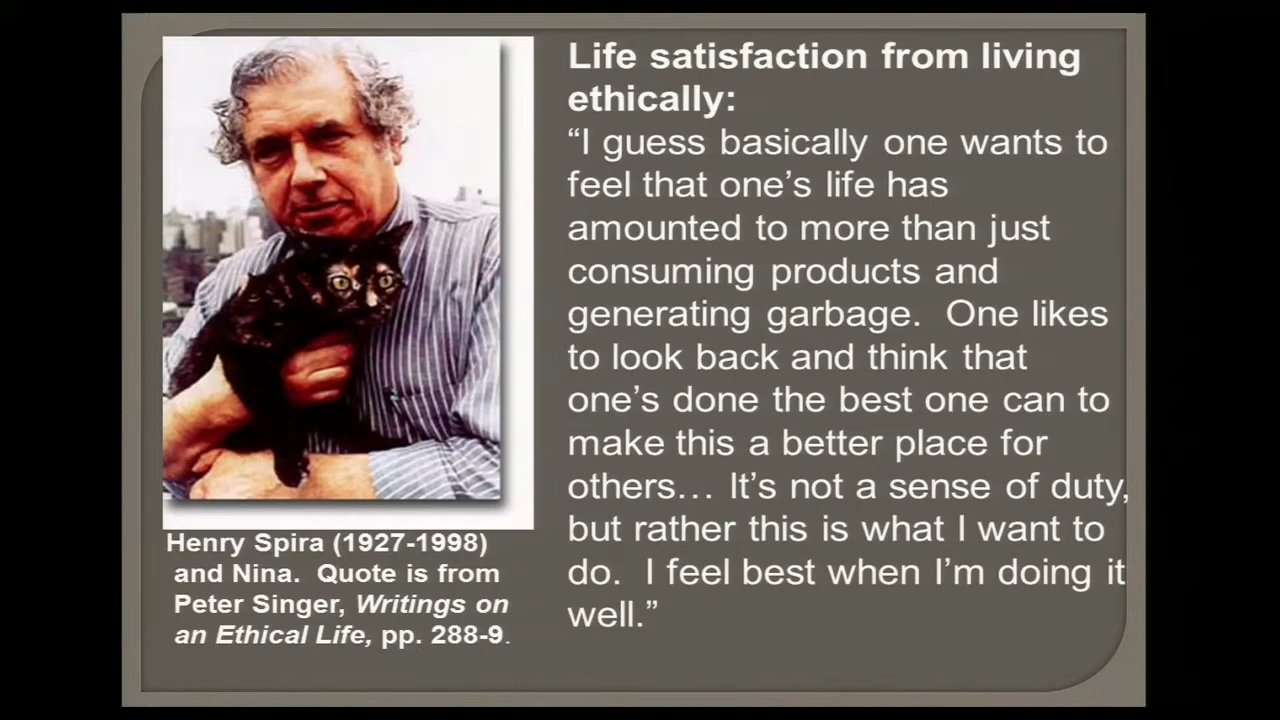 Life satisfaction from living
ethically:
“I guess basically one wants to
feel that one’s life has
amounted to more than just
consuming products and
generating garbage.  One likes
to look back and think that
one’s done the best one can to
make this a better place for
others… It’s not a sense of duty,
but rather this is what I want to
do.  I feel best when I’m doing it
well.”
Henry Spira (1927-1998)
and Nina.  Quote is from
Peter Singer, Writings on
an Ethical Life, pp. 288-9.